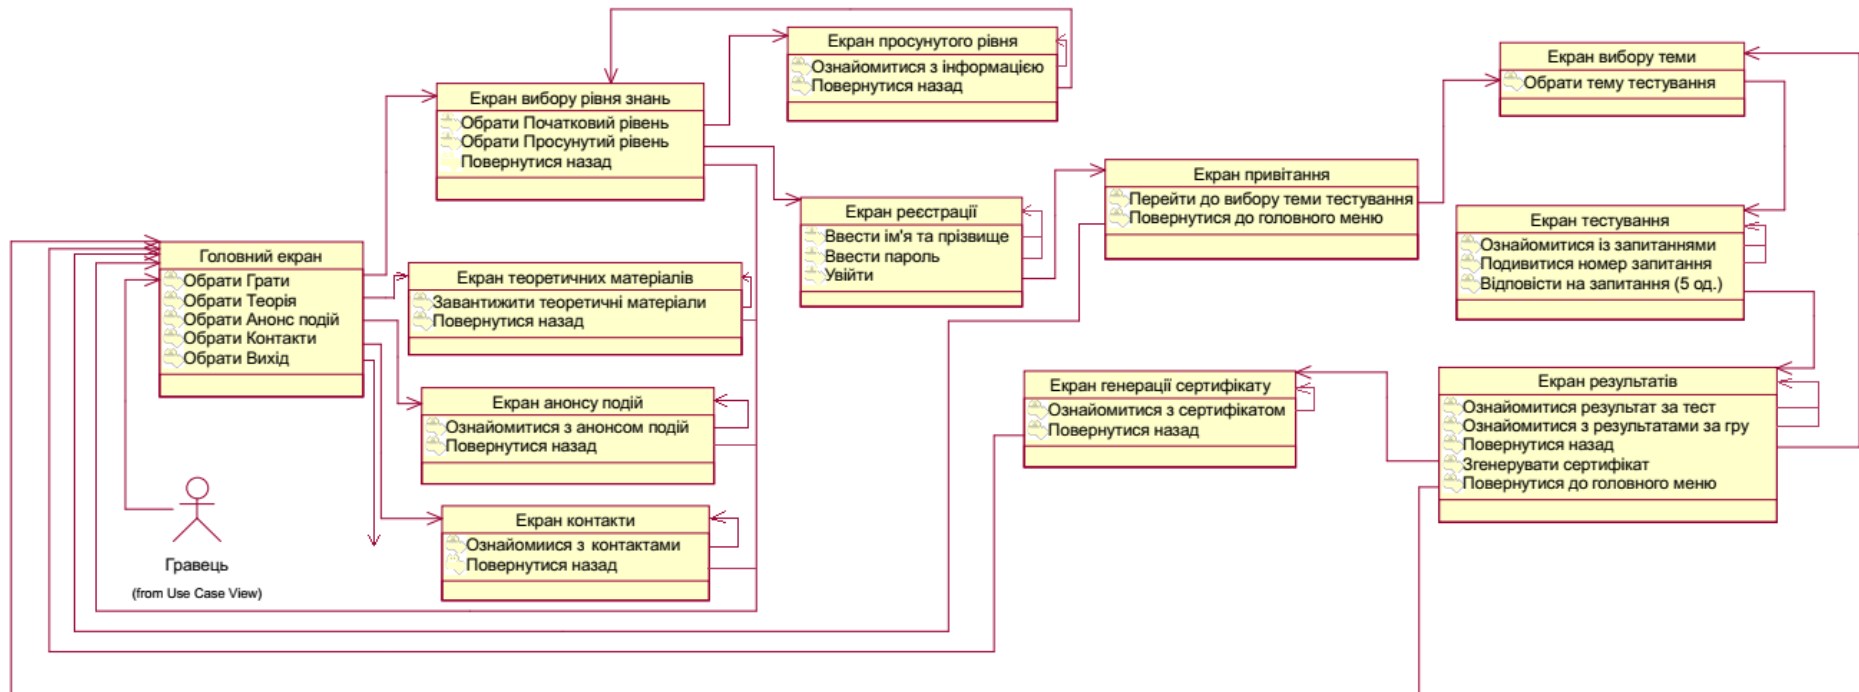 Екран просунутого рівня
Ознайомитися з інформацією
Повернутися назад
Екран вибору теми
Обрати тему тестування
Екран вибору рівня знань
Обрати Початковий рівень
Обрати Просунутий рівень
Повернутися назад
Екран привітання
Перейти до вибору теми тестування
Повернутися до головного меню
Екран реєстрації
Ввести ім'я та прізвище
Ввести пароль
Увійти
Екран тестування
Ознайомитися із запитаннями
Подивитися номер запитання
Відповісти на запитання (5 од.)
Головний екран
Обрати Грати
Обрати Теорія
Обрати Анонс подій
Обрати Контакти
Обрати Вихід
Екран теоретичних матеріалів
Завантижити теоретичні матеріали
Повернутися назад
Екран анонсу подій
Ознайомитися з анонсом подій
Повернутися назад
Екран генерації сертифікату
Ознайомитися з сертифікатом
Повернутися назад
Екран результатів
Ознайомитися результат за тест
Ознайомитися з результатами за гру
Повернутися назад
Згенерувати сертифікат
Повернутися до головного меню
Екран контакти
Ознайомиися з контактами
Повернутися назад
Гравець
(from Use Case View)